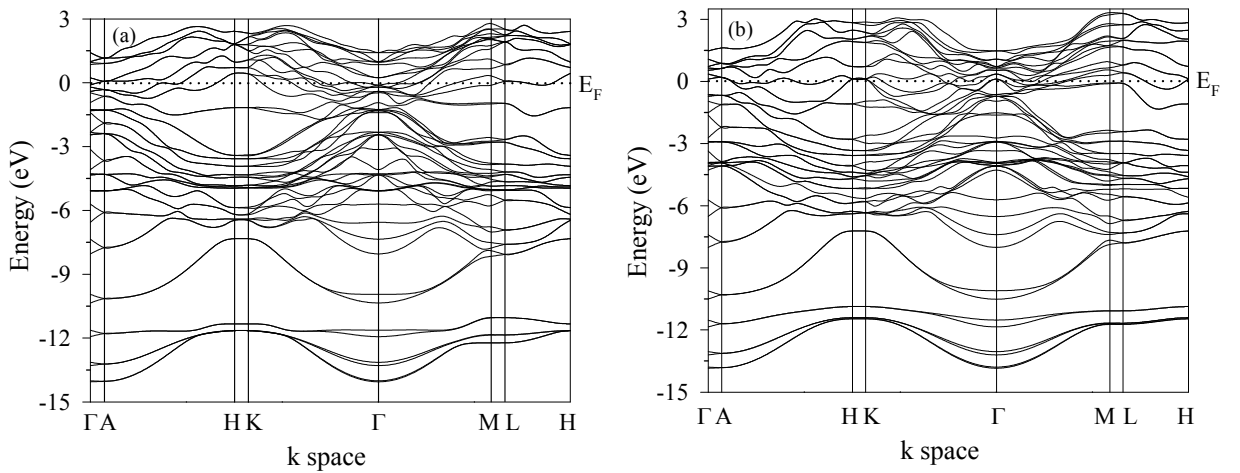 3
(a)
0
E_F
-3
-6
-9
-12
-15
Energy (eV)
Γ A H K Γ M L H
k space
3
(b)
0
E_F
-3
-6
-9
-12
-15
Energy (eV)
Γ A H K Γ M L H
k space